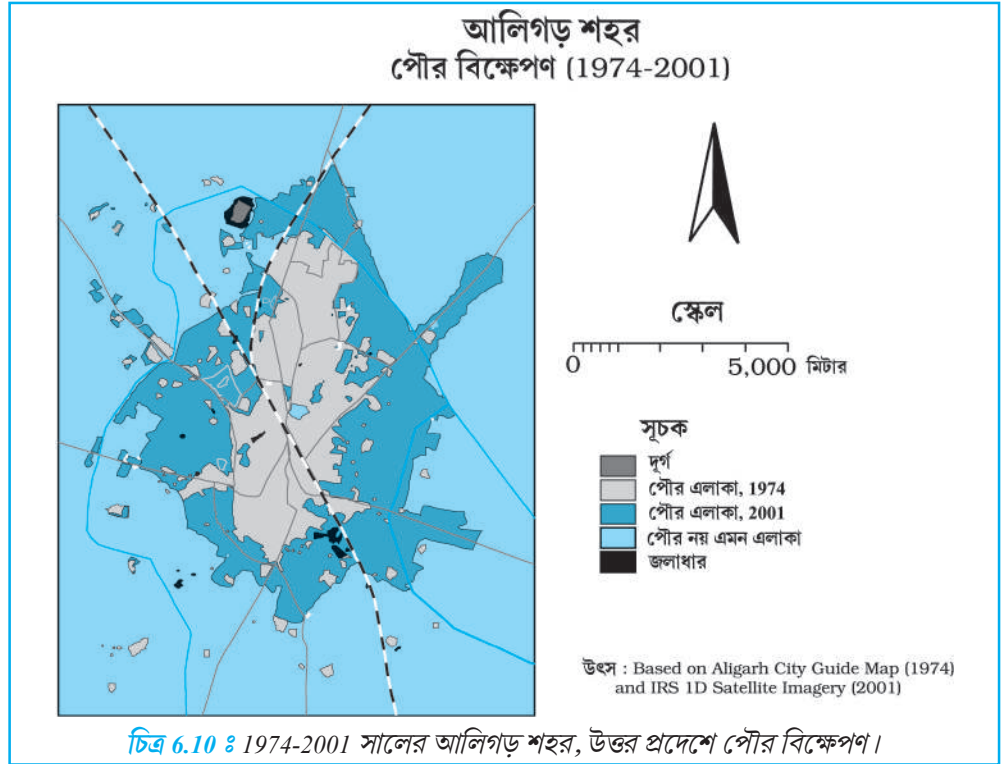 আলিগড় শহর
পৌর বিক্ষেপণ (1974-2001)
স্কেল
0 5,000 মিটার
সূচক
দূর্গ
পৌর এলাকা, 1974
পৌর এলাকা, 2001
পৌর নয় এমন এলাকা
জলাধার
উৎস : Based on Aligarh City Guide Map (1974)
and IRS 1D Satellite Imagery (2001)
চিত্র 6.10 ঃ 1974-2001 সালের আলিগড় শহর, উত্তর প্রদেশে পৌর বিক্ষেপণ।